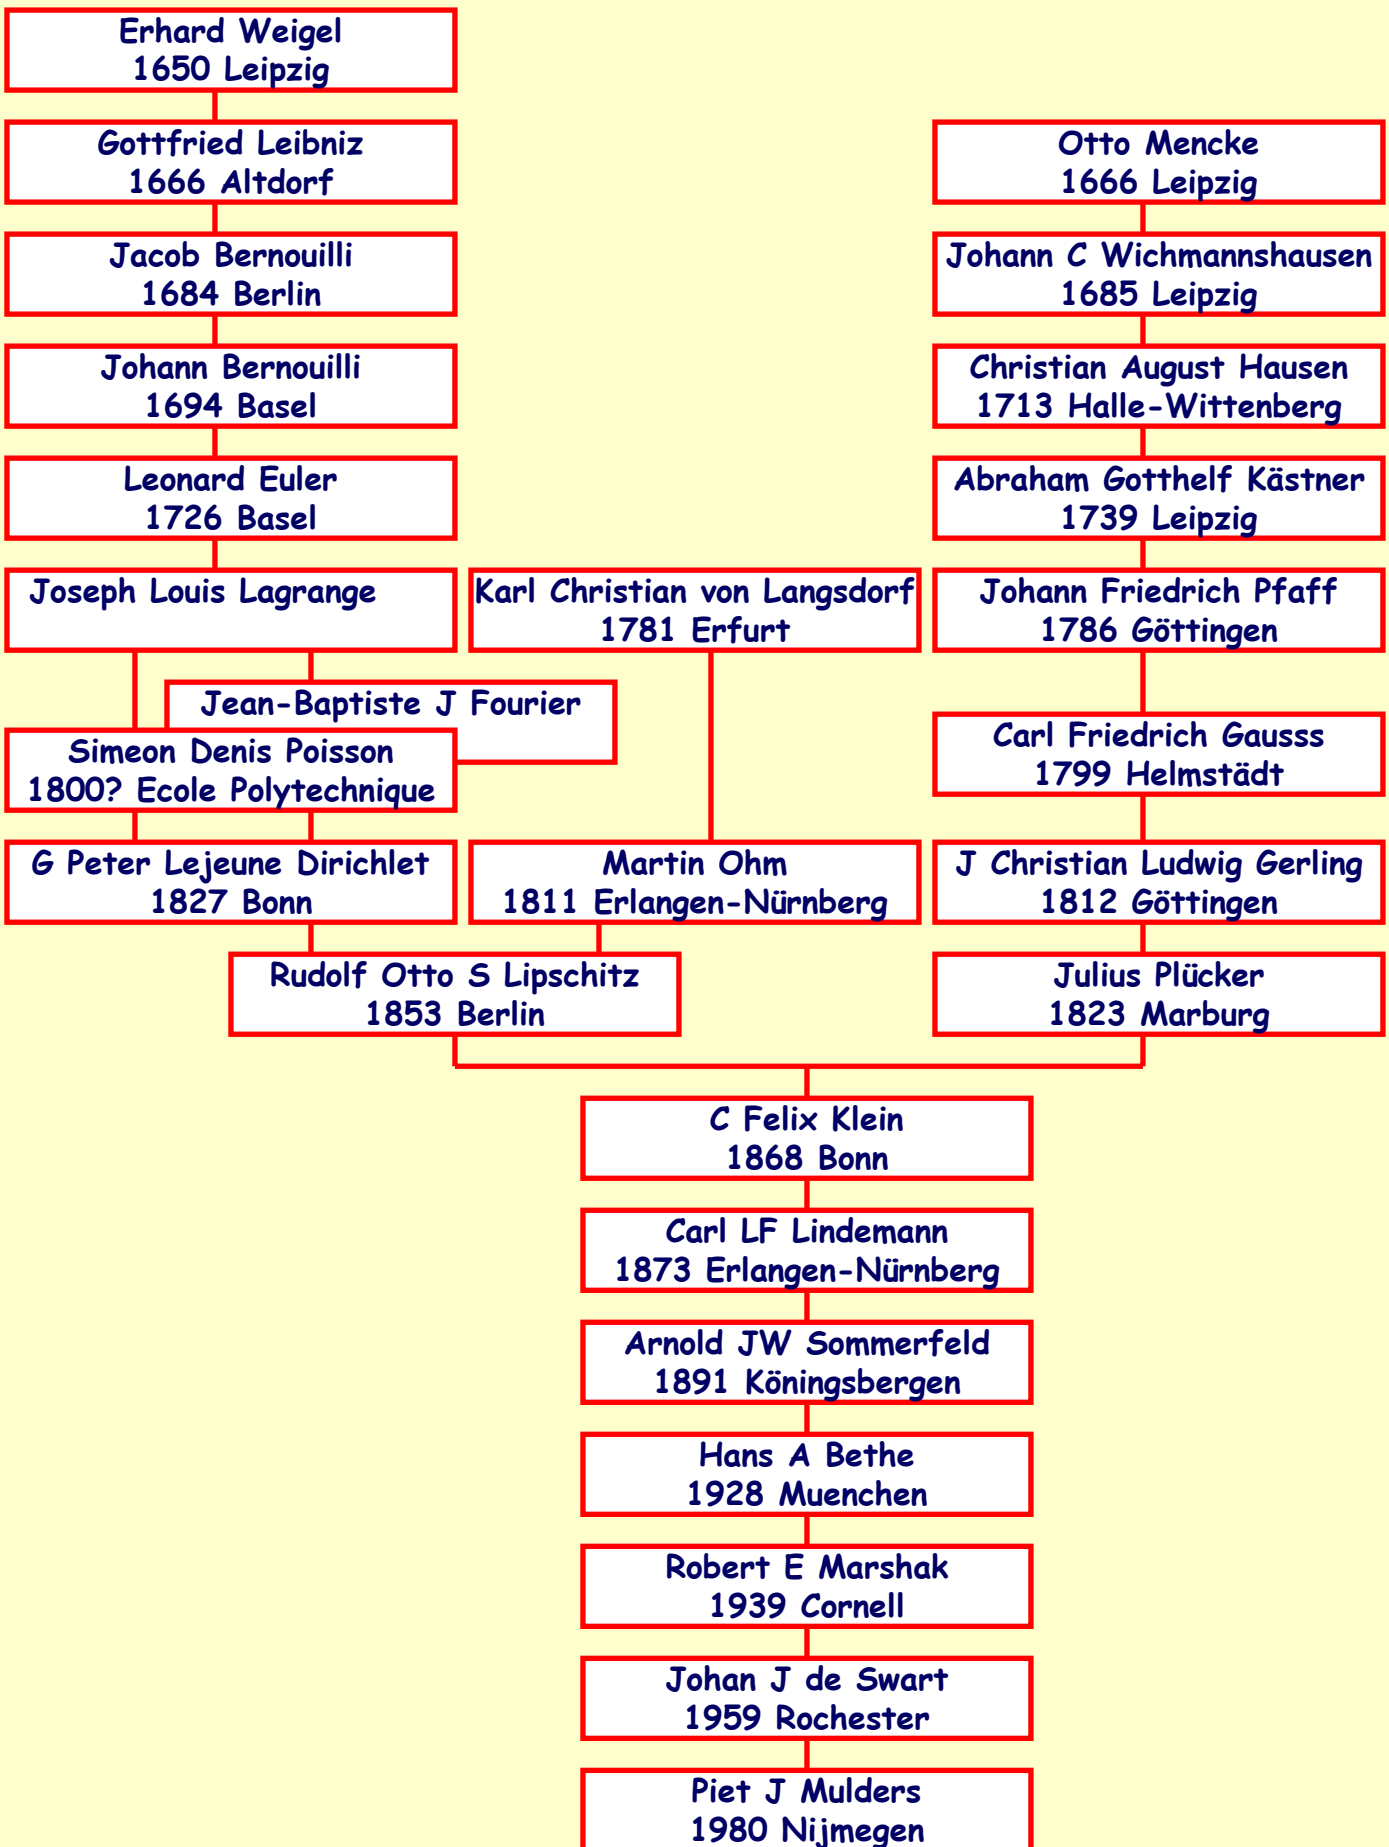 Erhard Weigel
1650 Leipzig
Gottfried Leibniz
1666 Altdorf
Otto Mencke
1666 Leipzig
Jacob Bernouilli
1684 Berlin
Johann C Wichmannshausen
1685 Leipzig
Johann Bernouilli
1694 Basel
Christian August Hausen
1713 Halle-Wittenberg
Leonard Euler
1726 Basel
Abraham Gotthelf Kästner
1739 Leipzig
Joseph Louis Lagrange
Karl Christian von Langsdorf
1781 Erfurt
Johann Friedrich Pfaff
1786 Göttingen
Jean-Baptiste J Fourier
Simeon Denis Poisson
1800? Ecole Polytechnique
Carl Friedrich Gausss
1799 Helmstädt
G Peter Lejeune Dirichlet
1827 Bonn
Martin Ohm
1811 Erlangen-Nürnberg
J Christian Ludwig Gerling
1812 Göttingen
Rudolf Otto S Lipschitz
1853 Berlin
Julius Plücker
1823 Marburg
C Felix Klein
1868 Bonn
Carl LF Lindemann
1873 Erlangen-Nürnberg
Arnold JW Sommerfeld
1891 Köningsbergen
Hans A Bethe
1928 Muenchen
Robert E Marshak
1939 Cornell
Johan J de Swart
1959 Rochester
Piet J Mulders
1980 Nijmegen